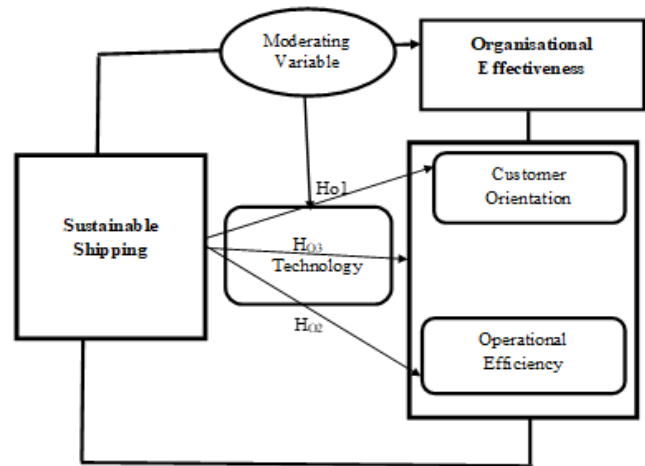 Moderating
Variable
Organisational
Effectiveness
Sustainable
Shipping
Ho1
HO3
Technology
HO2
Customer
Orientation
Operational
Efficiency